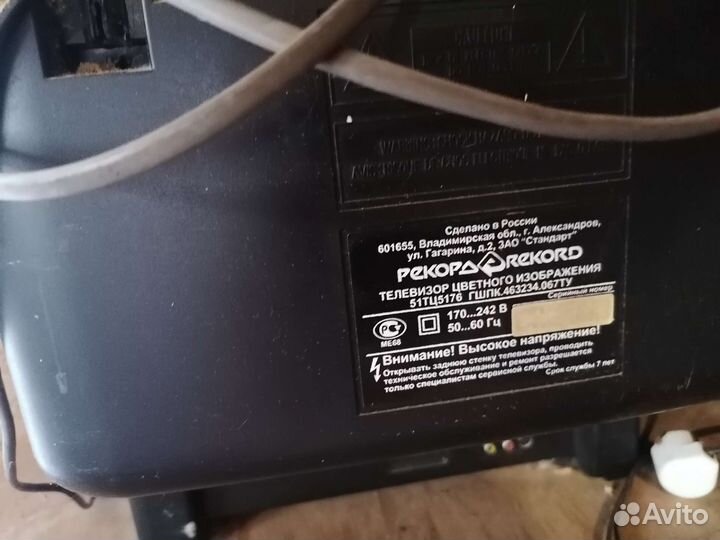 CAUTION
Сделано в России
601655, Владимирская обл., г. Александров,
ул. Гагарина, д.2, ЗАО "Стандарт"
РЕКОРД REKORD
ТЕЛЕВИЗОР ЦВЕТНОГО ИЗОБРАЖЕНИЯ
51ТЦ5176 ГШПК.463234.067ТУ
Серийный номер
170...242 В
50...60 Гц
МЕ68
Внимание! Высокое напряжение!
Открывать заднюю стенку телевизора, проводить
техническое обслуживание и ремонт разрешается
только специалистам сервисной службы.
Срок службы 7 лет
Avito